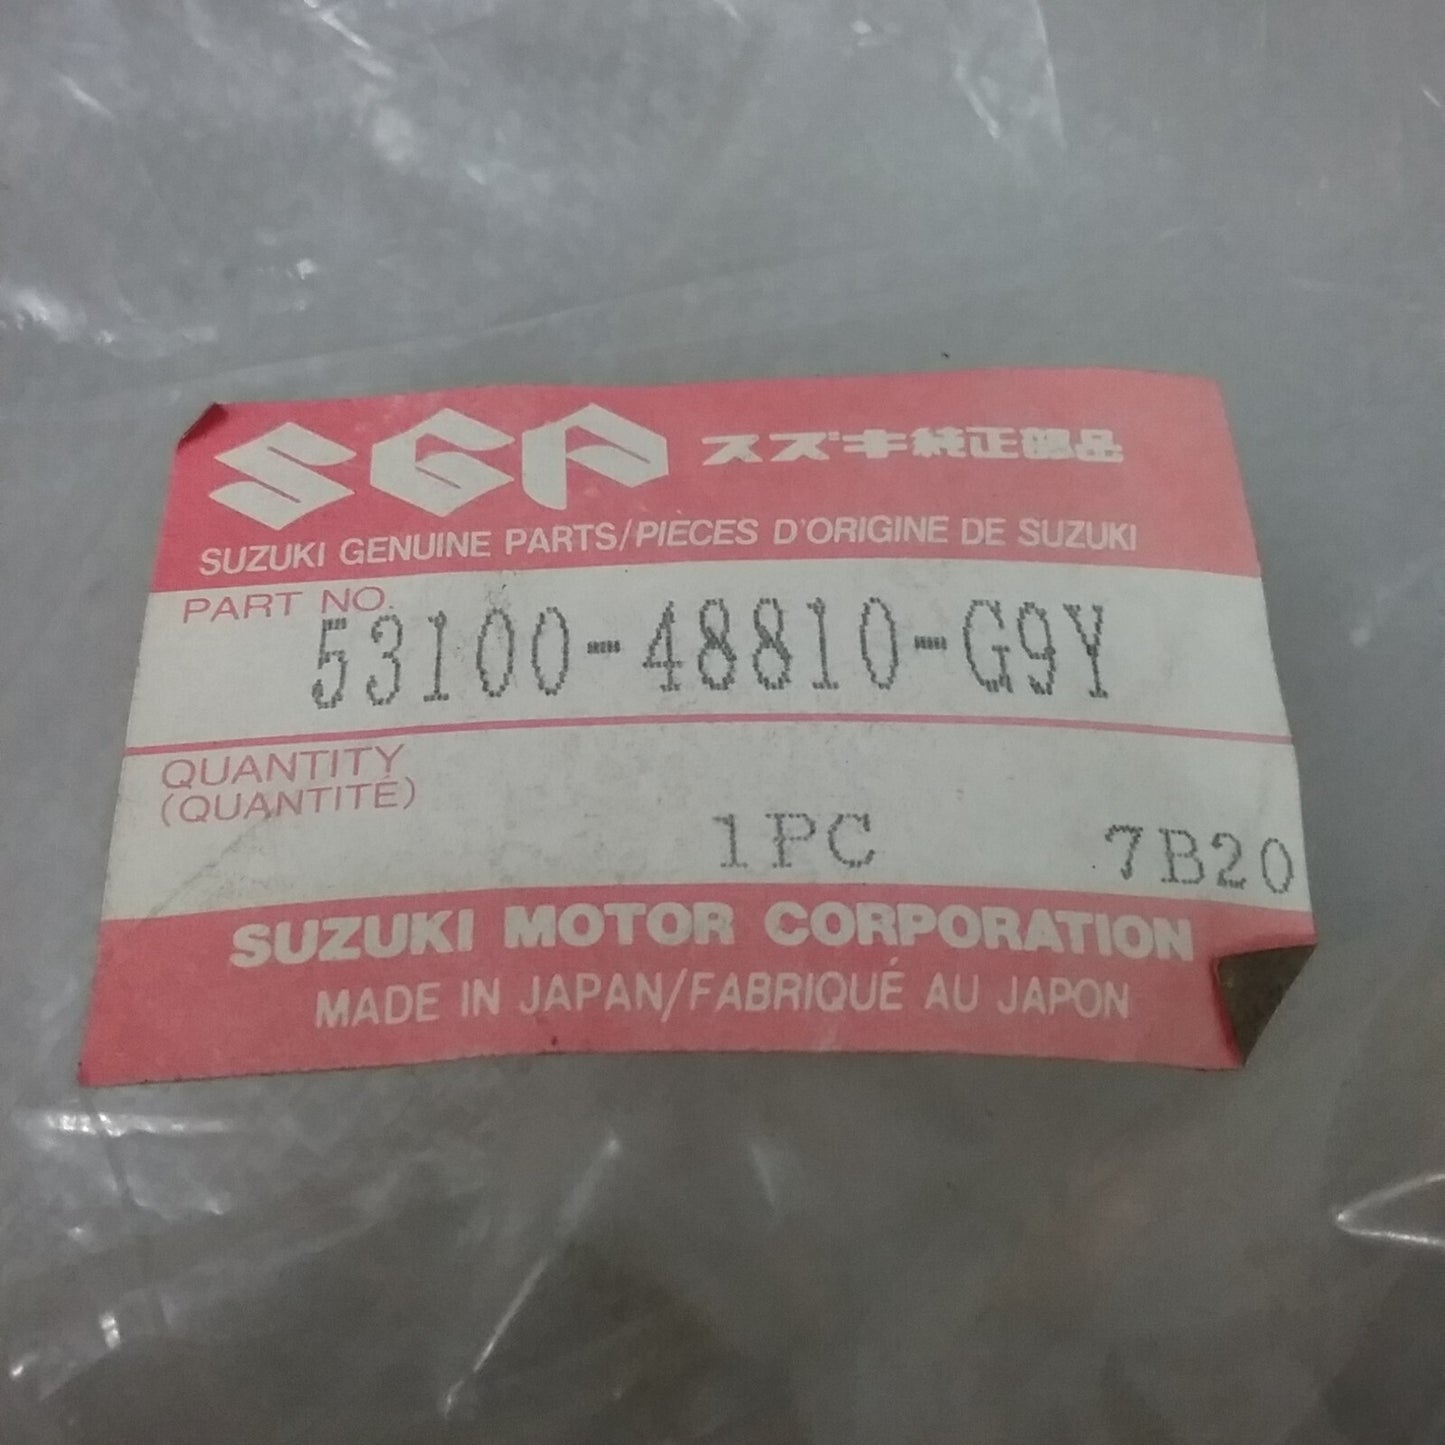 SGP スズキ純正部品
SUZUKI GENUINE PARTS/PIECES D'ORIGINE DE SUZUKI
PART NO.
53100-48810-G9Y
QUANTITY
(QUANTITÉ)
1PC 7B20
SUZUKI MOTOR CORPORATION
MADE IN JAPAN/FABRIQUÉ AU JAPON